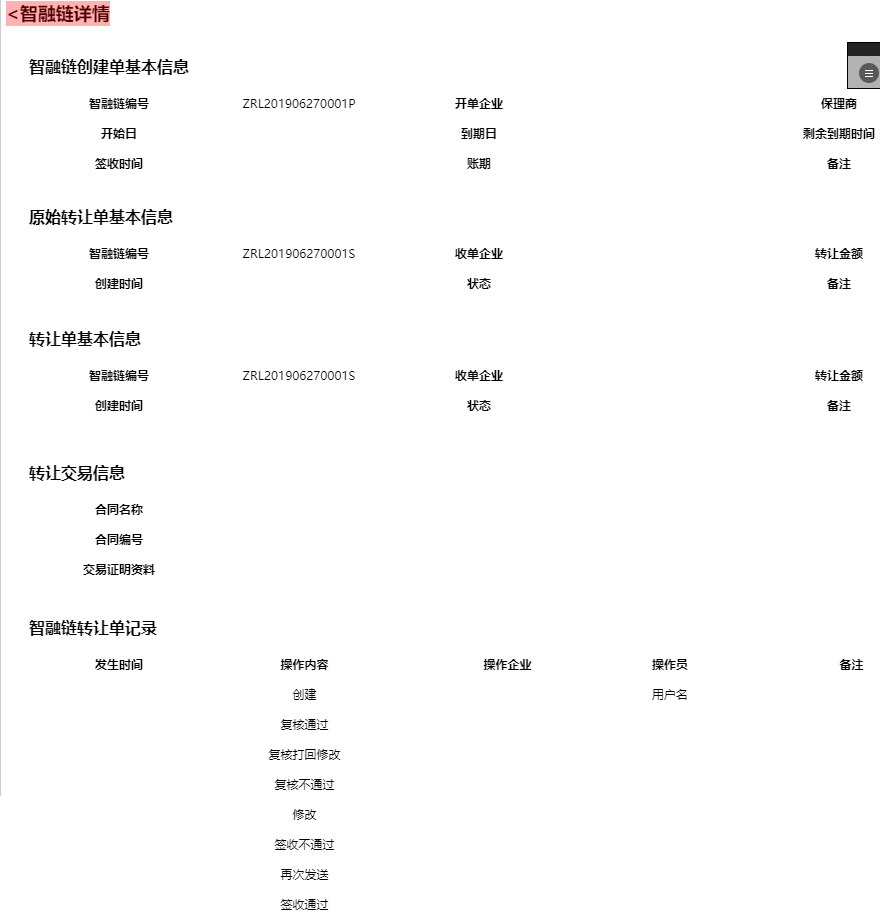 <智融链详情
智融链创建单基本信息
智融链编号 ZRL201906270001P 开单企业 保理商
开始日 到期日 剩余到期时间
签收时间 账期 备注
原始转让单基本信息
智融链编号 ZRL201906270001S 收单企业 转让金额
创建时间 状态 备注
转让单基本信息
智融链编号 ZRL201906270001S 收单企业 转让金额
创建时间 状态 备注
转让交易信息
合同名称
合同编号
交易证明资料
智融链转让单记录
发生时间 操作内容 操作企业 操作员 备注
创建 用户名
复核通过
复核打回修改
复核不通过
修改
签收不通过
再次发送
签收通过